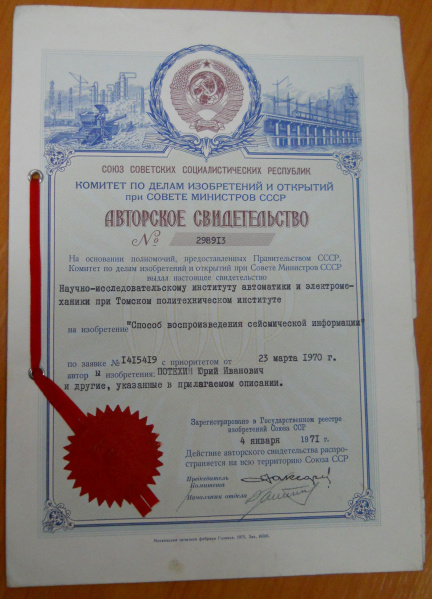 СОЮЗ СОВЕТСКИХ СОЦИАЛИСТИЧЕСКИХ РЕСПУБЛИК
КОМИТЕТ ПО ДЕЛАМ ИЗОБРЕТЕНИЙ И ОТКРЫТИЙ
при СОВЕТЕ МИНИСТРОВ СССР
АВТОРСКОЕ СВИДЕТЕЛЬСТВО
№ 298913
На основании полномочий, предоставленных Правительством СССР,
Комитет по делам изобретений и открытий при Совете Министров СССР
выдал настоящее свидетельство
Научно-исследовательскому институту автоматики и электроме-
ханики при Томском политехническом институте
на изобретение "Способ воспроизведения сейсмической информации"
по заявке № 1415419 с приоритетом от 23 марта 1970 г.
автор ы изобретения: ПОТЕХИН Юрий Иванович
и другие, указанные в прилагаемом описании.
Зарегистрировано в Государственном реестре
изобретений Союза ССР
4 января 1971 г.
Действие авторского свидетельства распро-
страняется на всю территорию Союза ССР
Председатель
Комитета
Начальник отдела